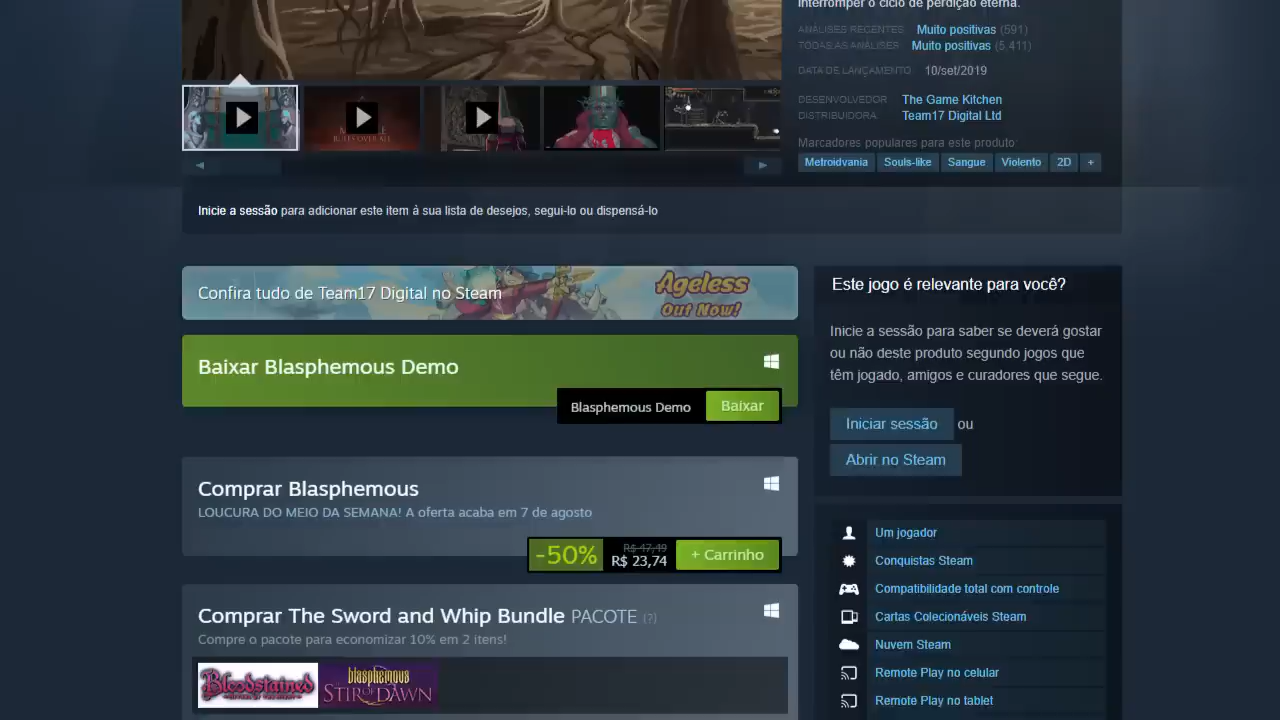 interromper o ciclo de perdição eterna.
ANÁLISES RECENTES: Muito positivas (591)
TODAS AS ANÁLISES: Muito positivas (5.411)
DATA DE LANÇAMENTO: 10/set/2019
DESENVOLVEDOR: The Game Kitchen
DISTRIBUIDORA: Team17 Digital Ltd
Marcadores populares para este produto:
Metroidvania Souls-like Sangue Violento 2D +
RULES OVER ALL
Inicie a sessão para adicionar este item à sua lista de desejos, segui-lo ou dispensá-lo
Confira tudo de Team17 Digital no Steam
Ageless
Out Now!
Baixar Blasphemous Demo
Blasphemous Demo Baixar
Comprar Blasphemous
LOUCURA DO MEIO DA SEMANA! A oferta acaba em 7 de agosto
-50% R$ 47,49 R$ 23,74 + Carrinho
Comprar The Sword and Whip Bundle PACOTE (?)
Compre o pacote para economizar 10% em 2 itens!
Bloodstained
blasphemous
STIR OF DAWN
Este jogo é relevante para você?
Inicie a sessão para saber se deverá gostar
ou não deste produto segundo jogos que
têm jogado, amigos e curadores que segue.
Iniciar sessão ou
Abrir no Steam
Um jogador
Conquistas Steam
Compatibilidade total com controle
Cartas Colecionáveis Steam
Nuvem Steam
Remote Play no celular
Remote Play no tablet